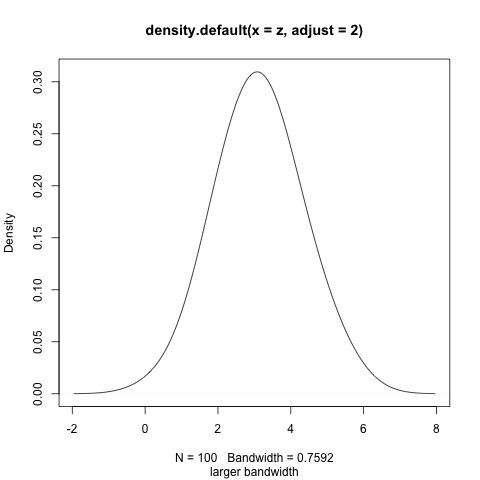 density.default(x = z, adjust = 2)
Density
0.30
0.25
0.20
0.15
0.10
0.05
0.00
-2 0 2 4 6 8
N = 100 Bandwidth = 0.7592
larger bandwidth